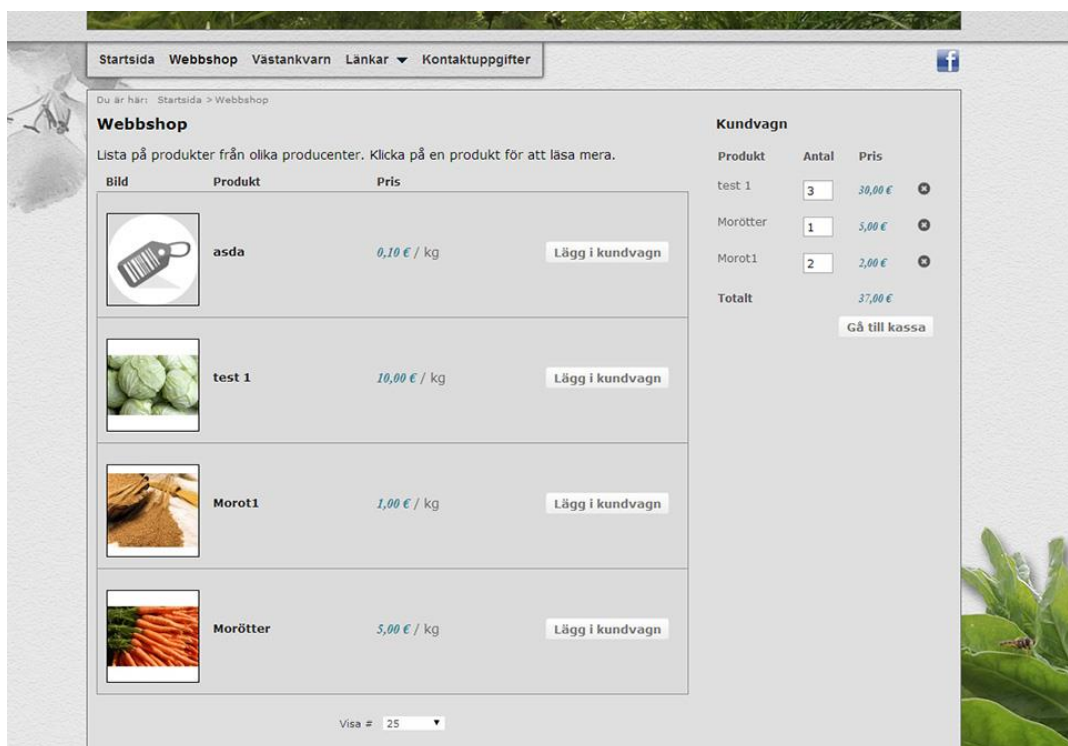 Startsida Webbshop Västankvarn Länkar Kontaktuppgifter
f
Du är här: Startsida > Webbshop
Webbshop
Lista på produkter från olika producenter. Klicka på en produkt för att läsa mera.
Bild Produkt Pris
asda 0,10 € / kg Lägg i kundvagn
test 1 10,00 € / kg Lägg i kundvagn
Morot1 1,00 € / kg Lägg i kundvagn
Morötter 5,00 € / kg Lägg i kundvagn
Visa # 25
Kundvagn
Produkt Antal Pris
test 1 3 30,00 €
Morötter 1 5,00 €
Morot1 2 2,00 €
Totalt 37,00 €
Gå till kassa